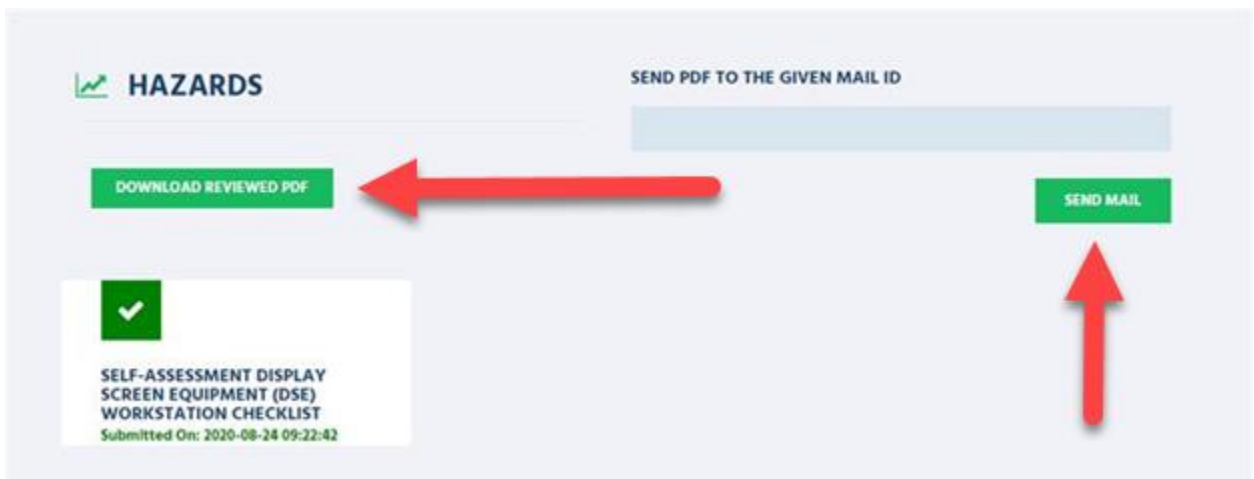 HAZARDS
SEND PDF TO THE GIVEN MAIL ID
DOWNLOAD REVIEWED PDF
SEND MAIL
SELF-ASSESSMENT DISPLAY
SCREEN EQUIPMENT (DSE)
WORKSTATION CHECKLIST
Submitted On: 2020-08-24 09:22:42